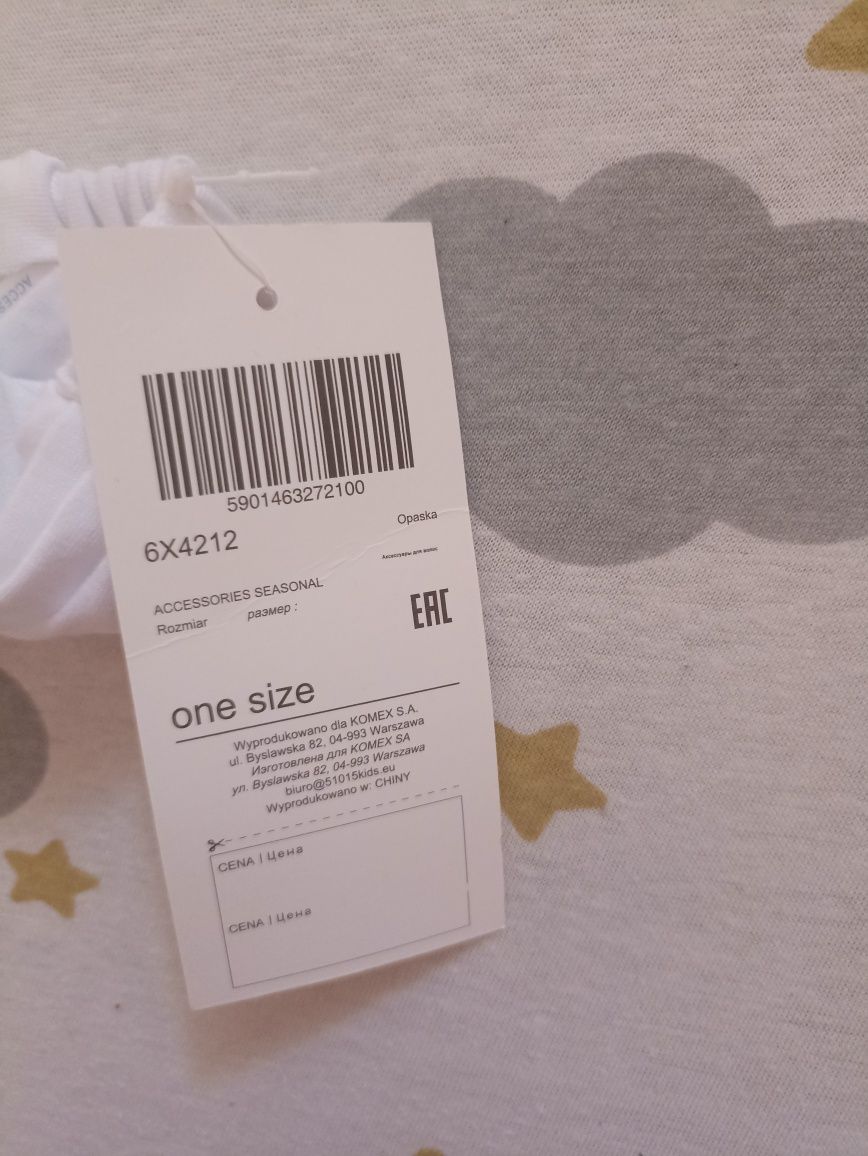 5901463272100
6X4212
Opaska
Аксессуары для волос
ACCESSORIES SEASONAL
Rozmiar размер :
EAC
one size
Wyprodukowano dla KOMEX S.A.
ul. Byslawska 82, 04-993 Warszawa
Изготовлена для KOMEX SA
ул. Byslawska 82, 04-993 Warszawa
biuro@51015kids.eu
Wyprodukowano w: CHINY
CENA | Цена
CENA | Цена